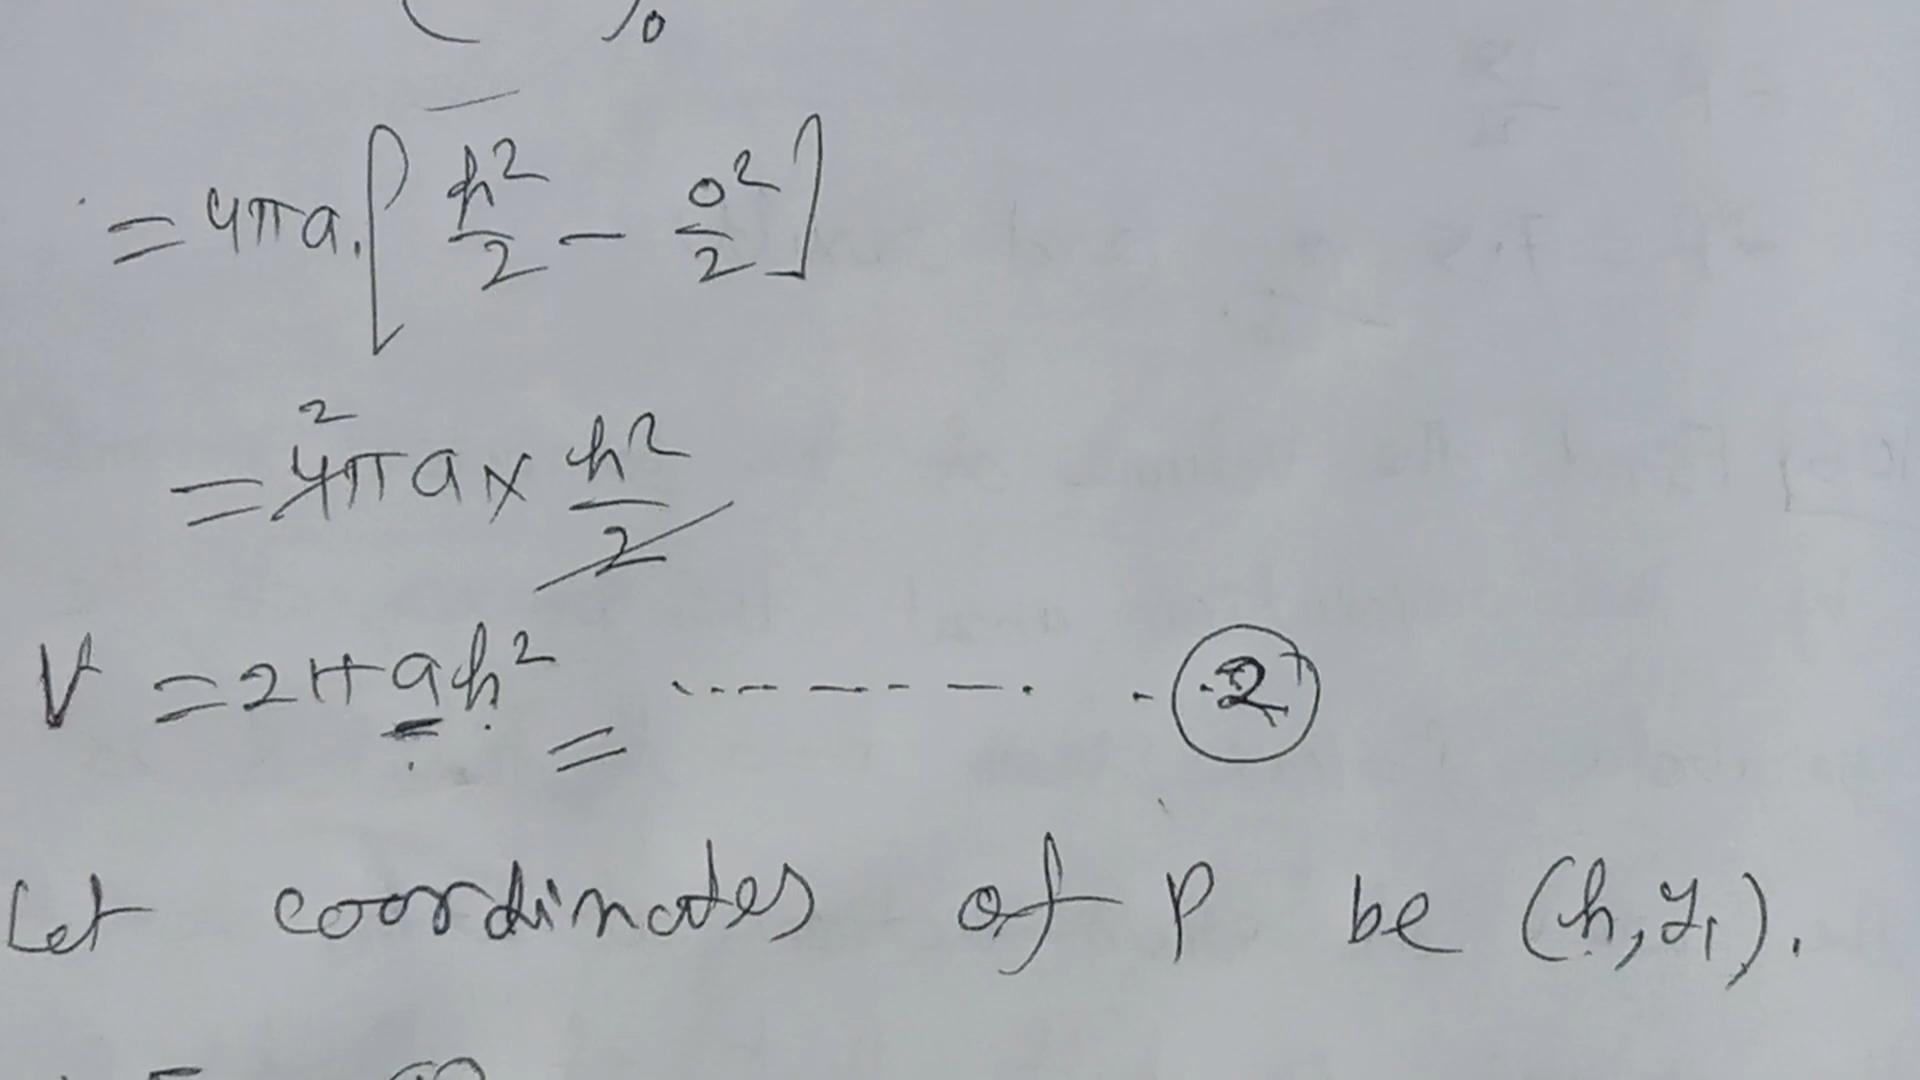 = 4πa. [h²/2 - 0²/2]
= 4πa × h²/2
V = 2πah² = ---------- (2)
Let coordinates of P be (h, y₁).